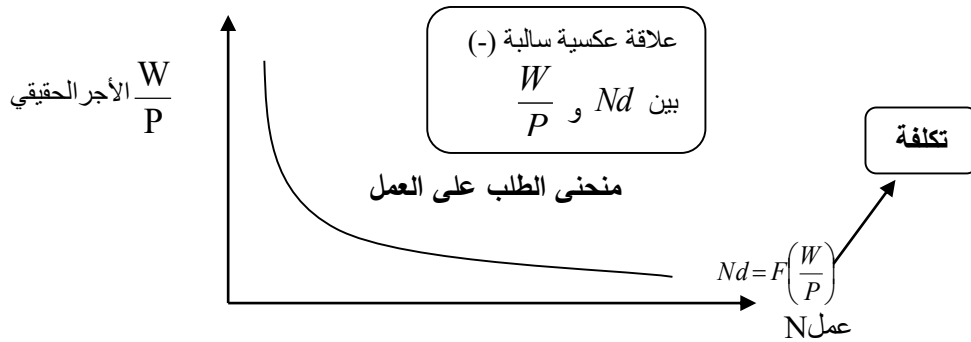 علاقة عكسية سالبة (-)
بين Nd و W/P
الأجر الحقيقي W/P
تكلفة
منحنى الطلب على العمل
Nd = F(W/P)
عمل N